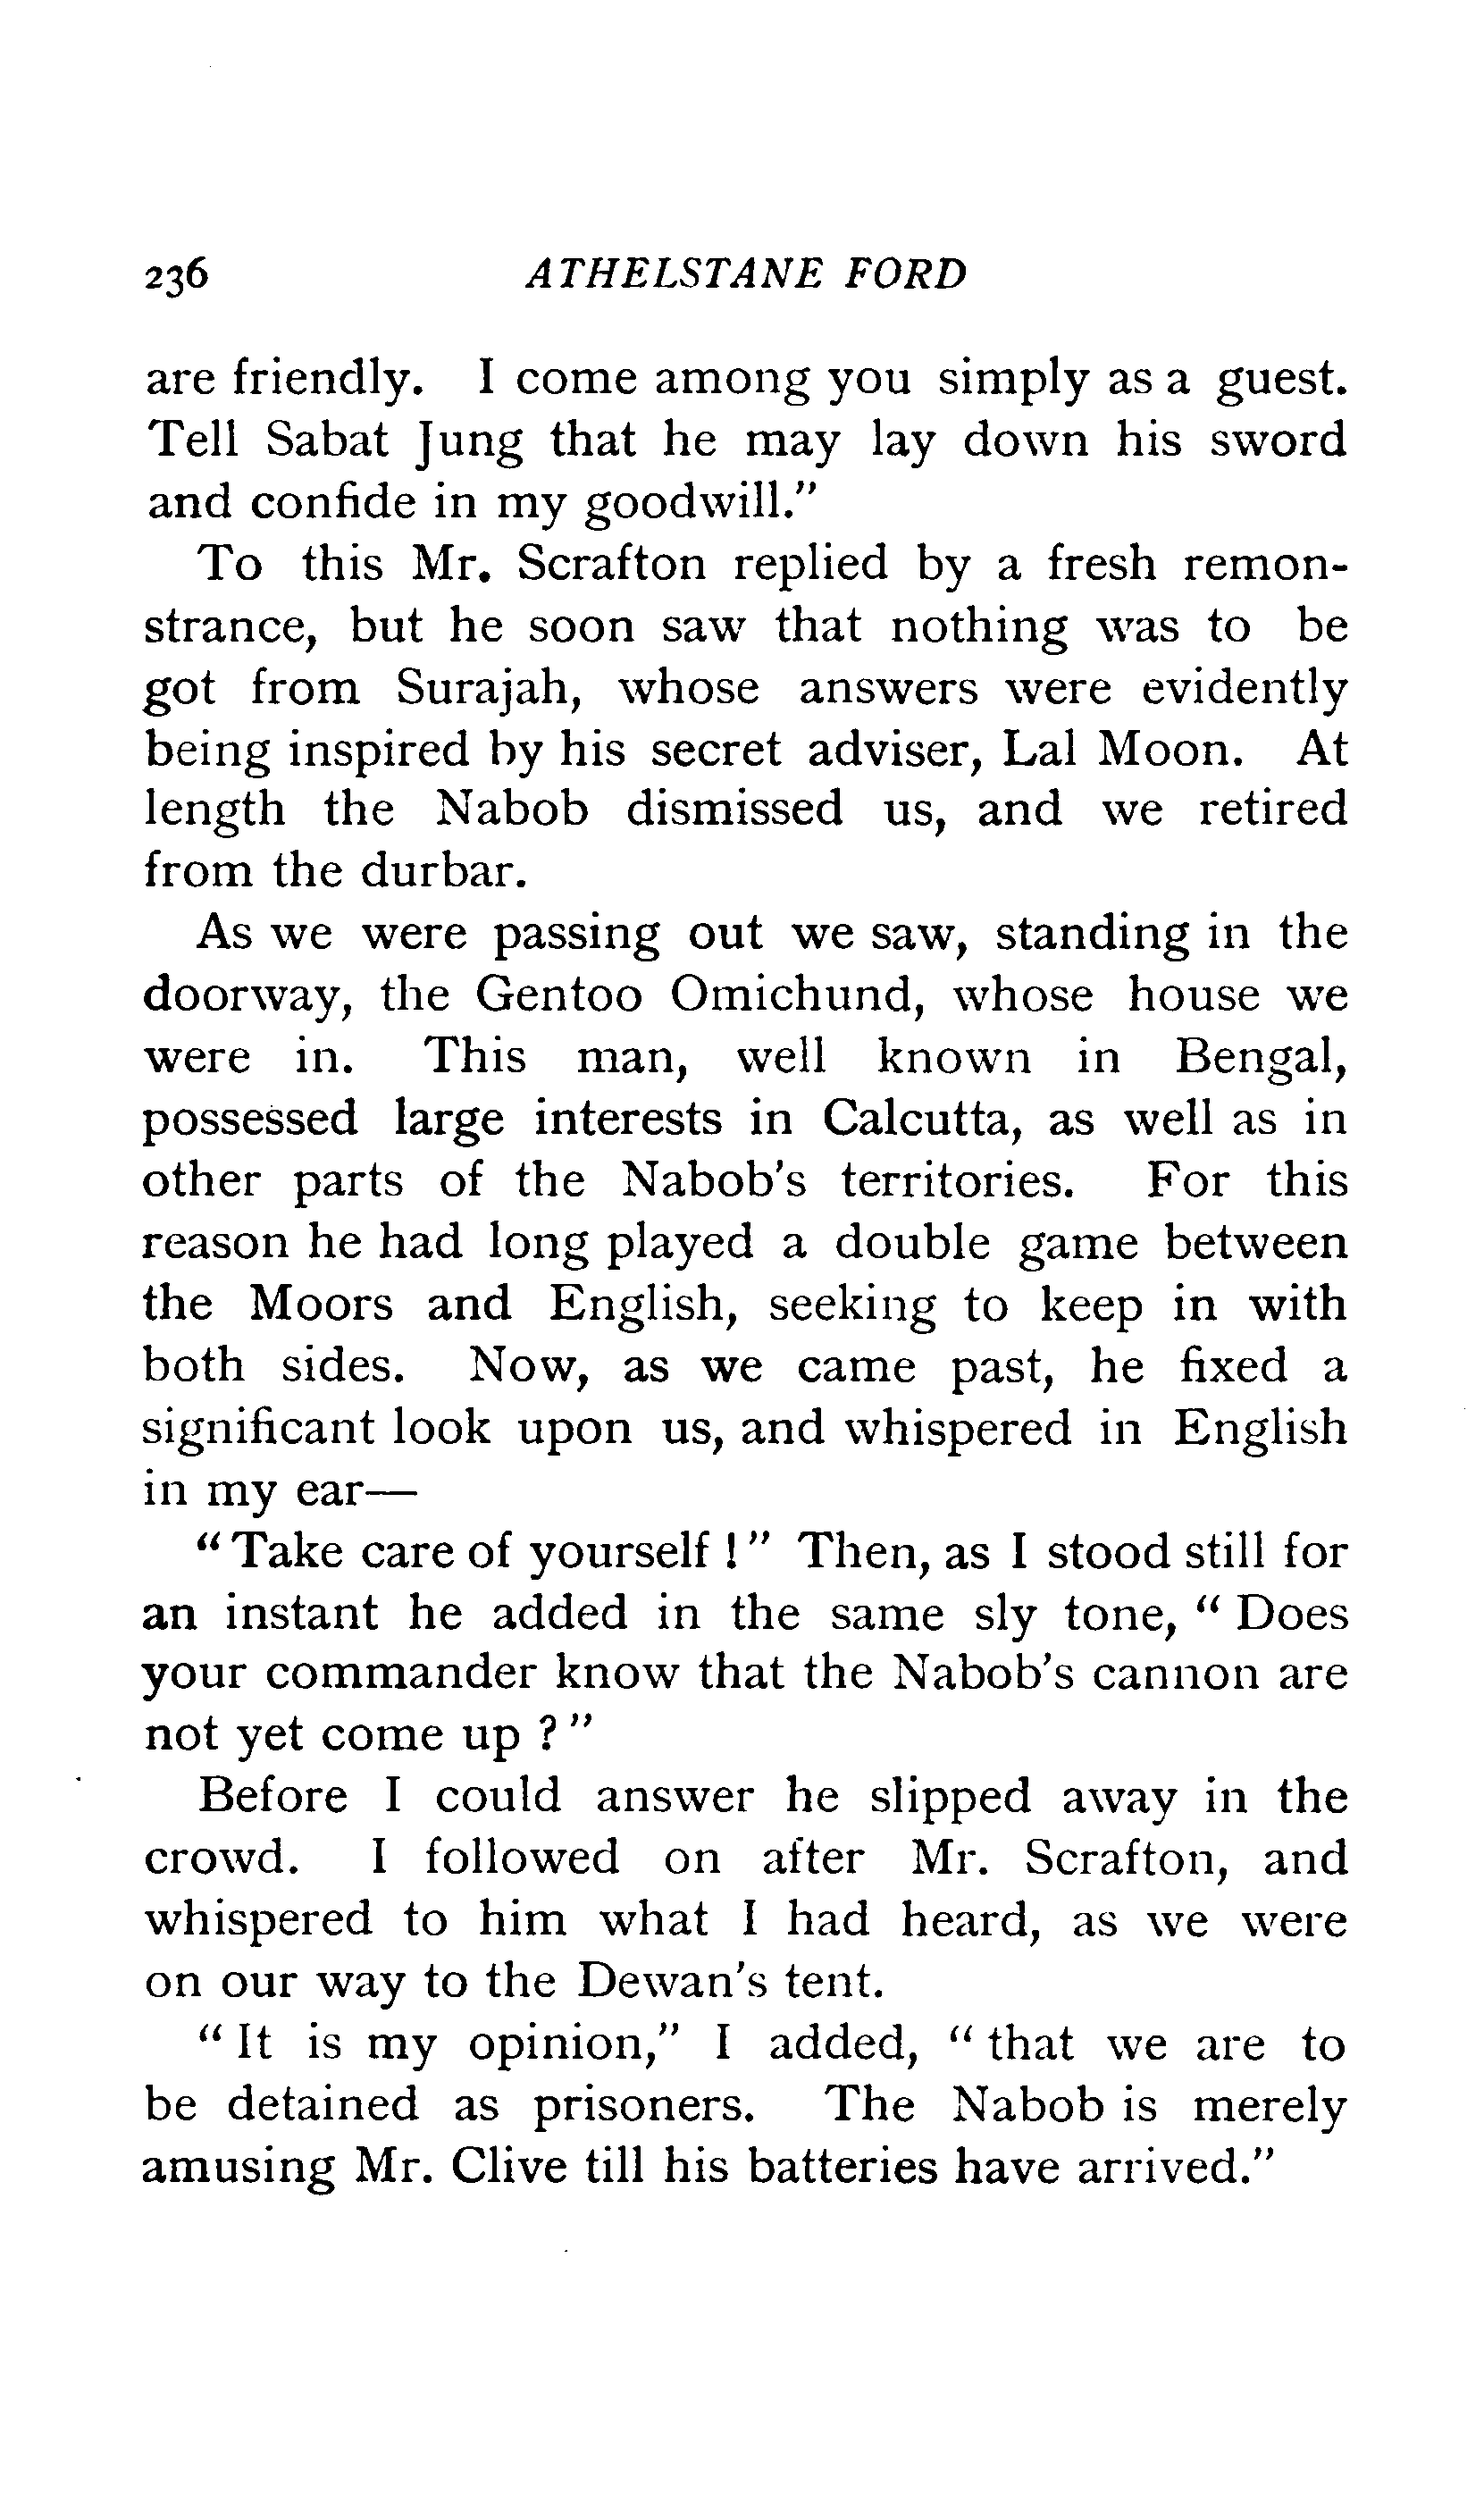 236 ATHELSTANE FORD
are friendly. I come among you simply as a guest.
Tell Sabat Jung that he may lay down his sword
and confide in my goodwill."
To this Mr. Scrafton replied by a fresh remon-
strance, but he soon saw that nothing was to be
got from Surajah, whose answers were evidently
being inspired by his secret adviser, Lal Moon. At
length the Nabob dismissed us, and we retired
from the durbar.
As we were passing out we saw, standing in the
doorway, the Gentoo Omichund, whose house we
were in. This man, well known in Bengal,
possessed large interests in Calcutta, as well as in
other parts of the Nabob's territories. For this
reason he had long played a double game between
the Moors and English, seeking to keep in with
both sides. Now, as we came past, he fixed a
significant look upon us, and whispered in English
in my ear—
"Take care of yourself!" Then, as I stood still for
an instant he added in the same sly tone, "Does
your commander know that the Nabob's cannon are
not yet come up?"
Before I could answer he slipped away in the
crowd. I followed on after Mr. Scrafton, and
whispered to him what I had heard, as we were
on our way to the Dewan's tent.
"It is my opinion," I added, "that we are to
be detained as prisoners. The Nabob is merely
amusing Mr. Clive till his batteries have arrived."